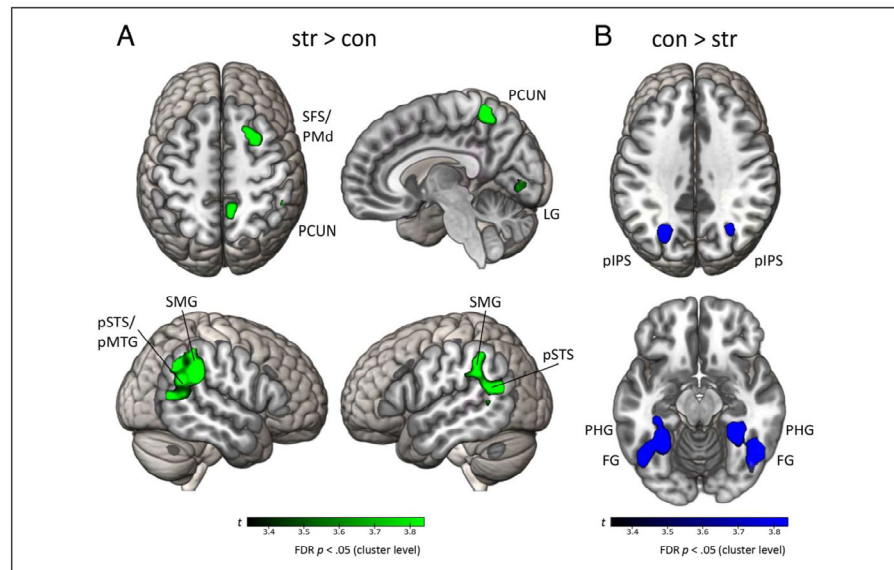 A
str > con
SFS/
PMd
PCUN
PCUN
LG
SMG
pSTS/
pMTG
SMG
pSTS
t
3.4 3.5 3.6 3.7 3.8
FDR p < .05 (cluster level)
B
con > str
pIPS
pIPS
PHG
FG
PHG
FG
t
3.4 3.5 3.6 3.7 3.8
FDR p < .05 (cluster level)